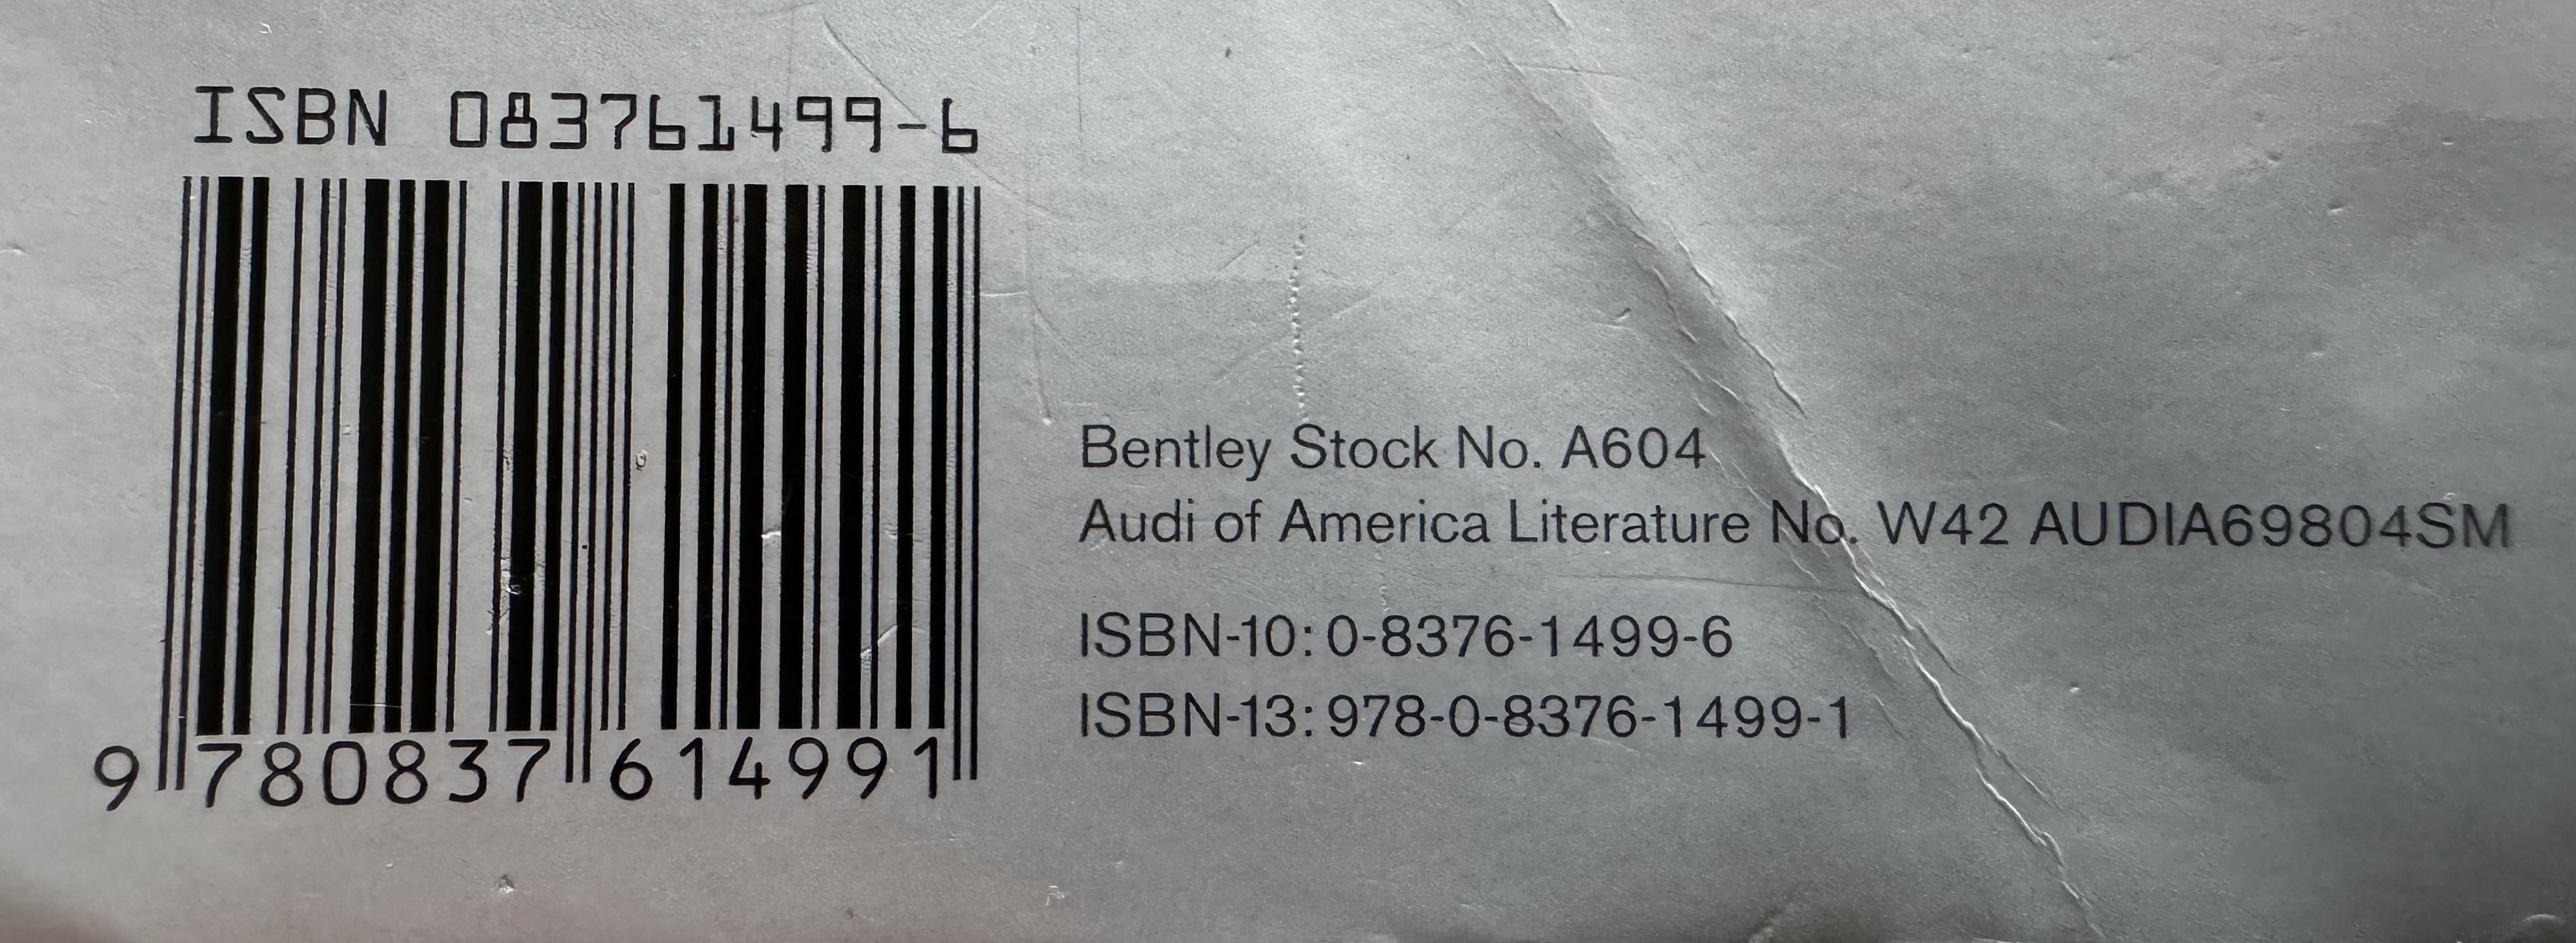 ISBN 083761499-6
9 780837 614991
Bentley Stock No. A604
Audi of America Literature No. W42 AUDIA69804SM
ISBN-10: 0-8376-1499-6
ISBN-13: 978-0-8376-1499-1